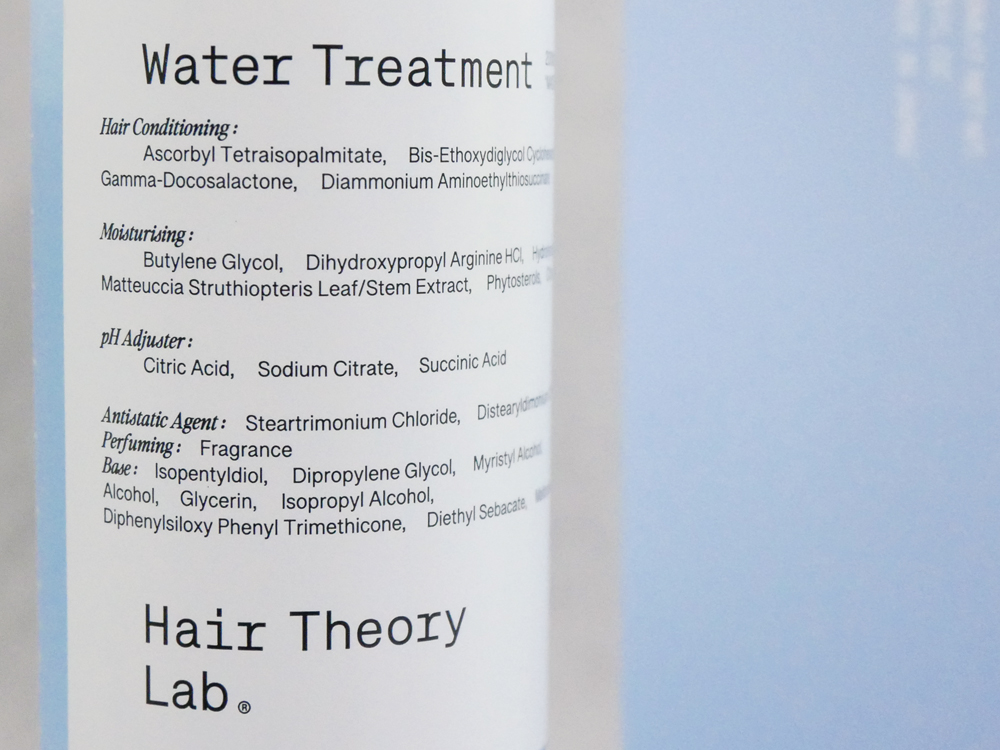 Water Treatment
Hair Conditioning:
Ascorbyl Tetraisopalmitate, Bis-Ethoxydiglycol
Gamma-Docosalactone, Diammonium
Moisturising:
Butylene Glycol, Dihydroxypropyl Arginine HCl,
Matteuccia Struthiopteris Leaf/Stem Extract, Phytosterols,
pH Adjuster:
Citric Acid, Sodium Citrate, Succinic Acid
Antistatic Agent: Steartrimonium Chloride,
Perfuming: Fragrance
Base: Isopentyldiol, Dipropylene Glycol, Myristyl Alcohol,
Alcohol, Glycerin, Isopropyl Alcohol,
Diphenylsiloxy Phenyl Trimethicone, Diethyl Sebacate,
Hair Theory
Lab®